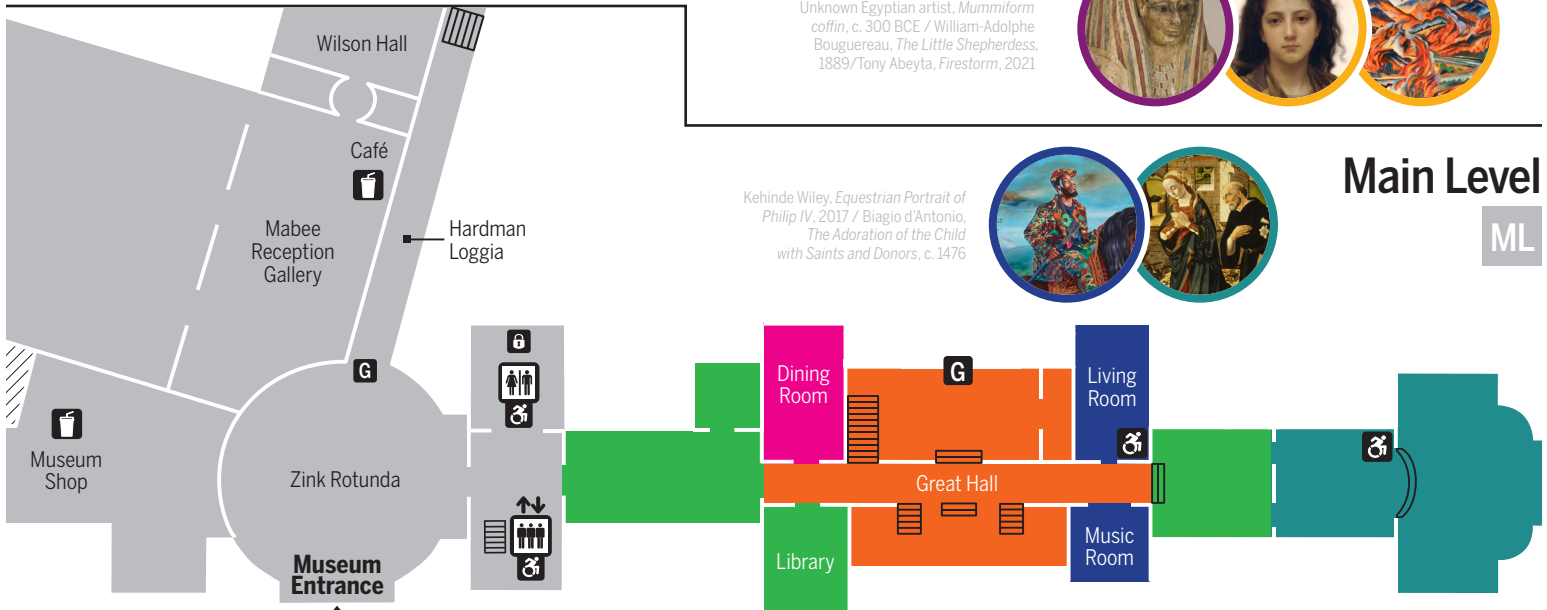 Unknown Egyptian artist, Mummiform
coffin, c. 300 BCE / William-Adolphe
Bouguereau, The Little Shepherdess,
1889/Tony Abeyta, Firestorm, 2021
Wilson Hall
Café
Mabee
Reception
Gallery
Hardman
Loggia
Kehinde Wiley, Equestrian Portrait of
Philip IV, 2017 / Biagio d'Antonio,
The Adoration of the Child
with Saints and Donors, c. 1476
Main Level
ML
G
Museum
Shop
Zink Rotunda
Museum
Entrance
Dining
Room
G
Living
Room
Great Hall
Library
Music
Room